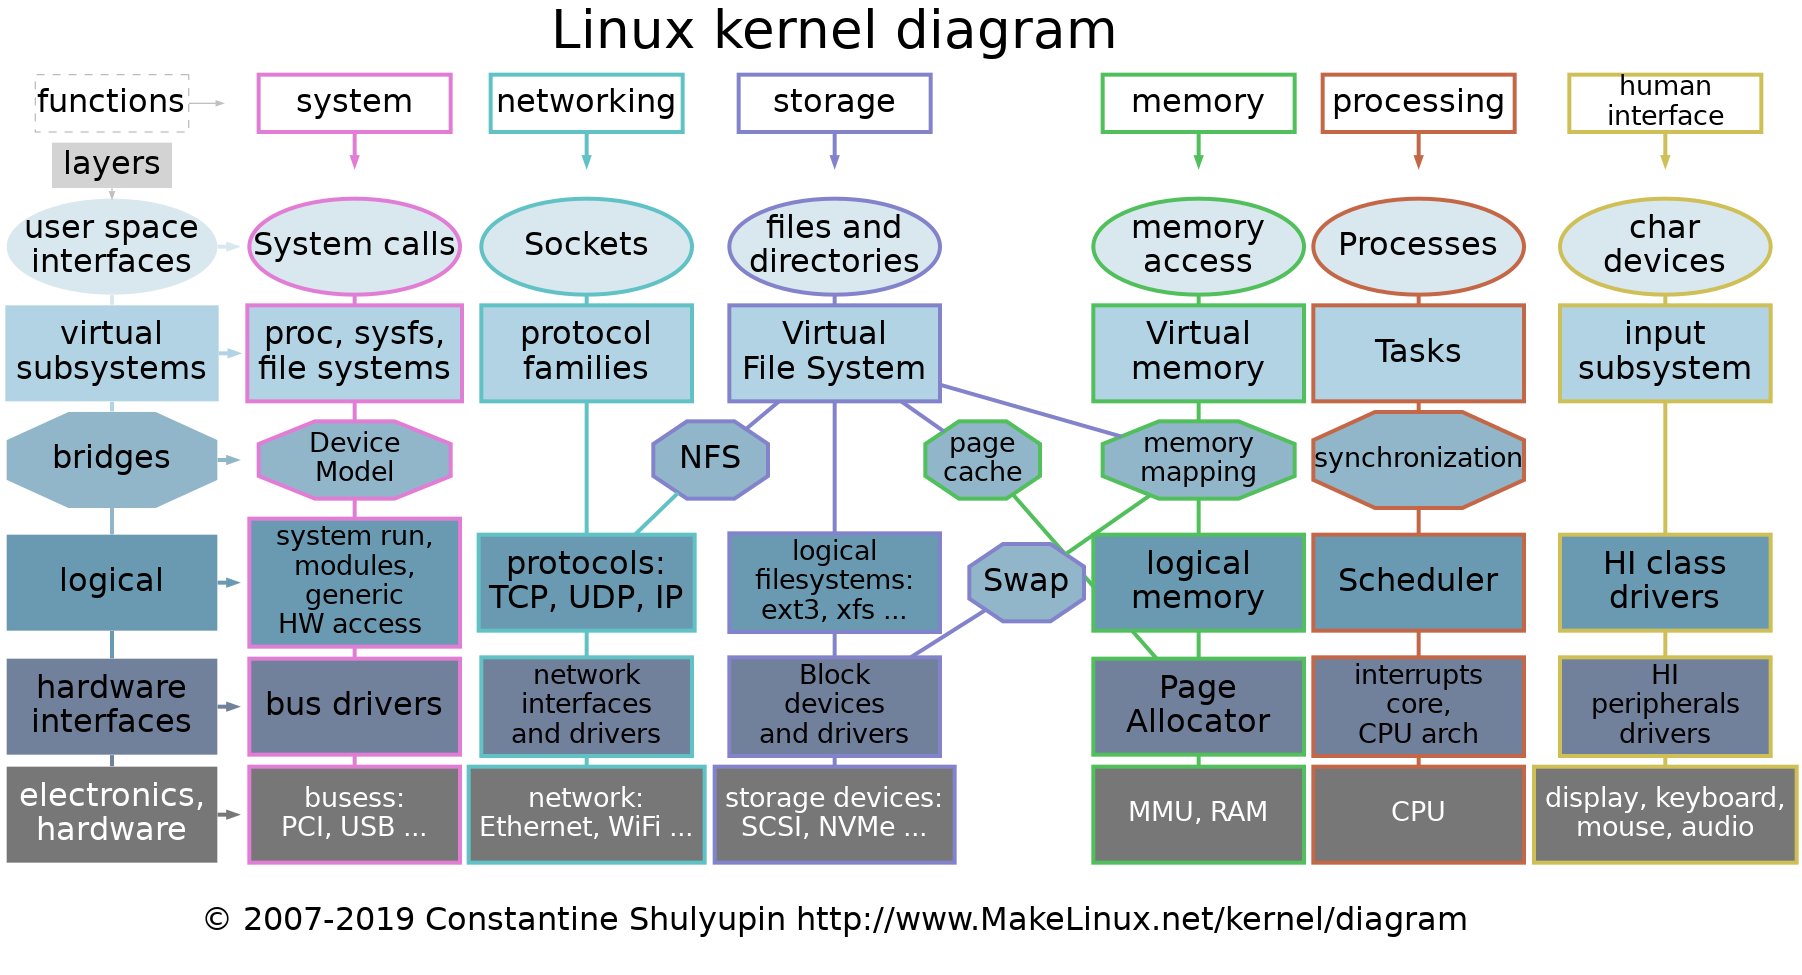 Linux kernel diagram
functions
system
networking
storage
memory
processing
human
interface
layers
user space
interfaces
System calls
Sockets
files and
directories
memory
access
Processes
char
devices
virtual
subsystems
proc, sysfs,
file systems
protocol
families
Virtual
File System
Virtual
memory
Tasks
input
subsystem
bridges
Device
Model
NFS
page
cache
memory
mapping
synchronization
logical
system run,
modules,
generic
HW access
protocols:
TCP, UDP, IP
logical
filesystems:
ext3, xfs ...
Swap
logical
memory
Scheduler
HI class
drivers
hardware
interfaces
bus drivers
network
interfaces
and drivers
Block
devices
and drivers
Page
Allocator
interrupts
core,
CPU arch
HI
peripherals
drivers
electronics,
hardware
busess:
PCI, USB ...
network:
Ethernet, WiFi ...
storage devices:
SCSI, NVMe ...
MMU, RAM
CPU
display, keyboard,
mouse, audio
© 2007-2019 Constantine Shulyupin http://www.MakeLinux.net/kernel/diagram